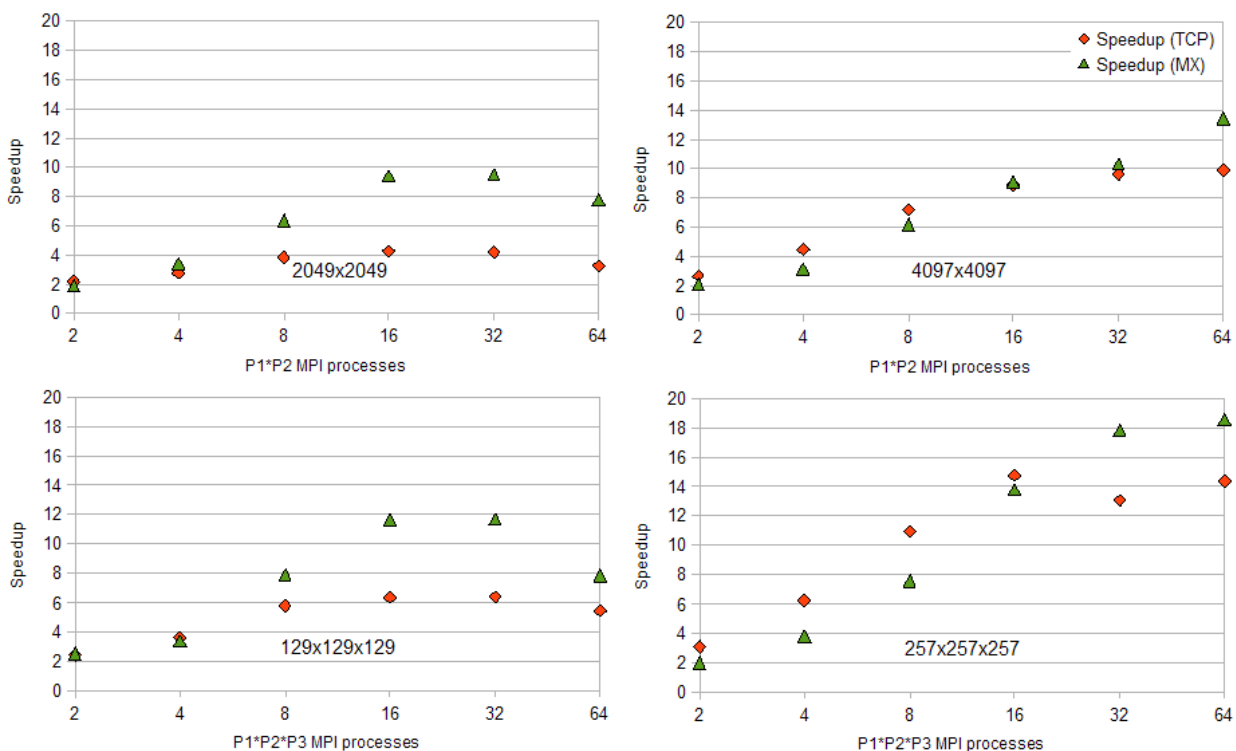 20
18
16
14
12
10
8
6
4
2
0
Speedup
2049x2049
2 4 8 16 32 64
P1*P2 MPI processes
20
18
16
14
12
10
8
6
4
2
0
Speedup
Speedup (TCP)
Speedup (MX)
4097x4097
2 4 8 16 32 64
P1*P2 MPI processes
20
18
16
14
12
10
8
6
4
2
0
Speedup
129x129x129
2 4 8 16 32 64
P1*P2*P3 MPI processes
20
18
16
14
12
10
8
6
4
2
0
Speedup
257x257x257
2 4 8 16 32 64
P1*P2*P3 MPI processes